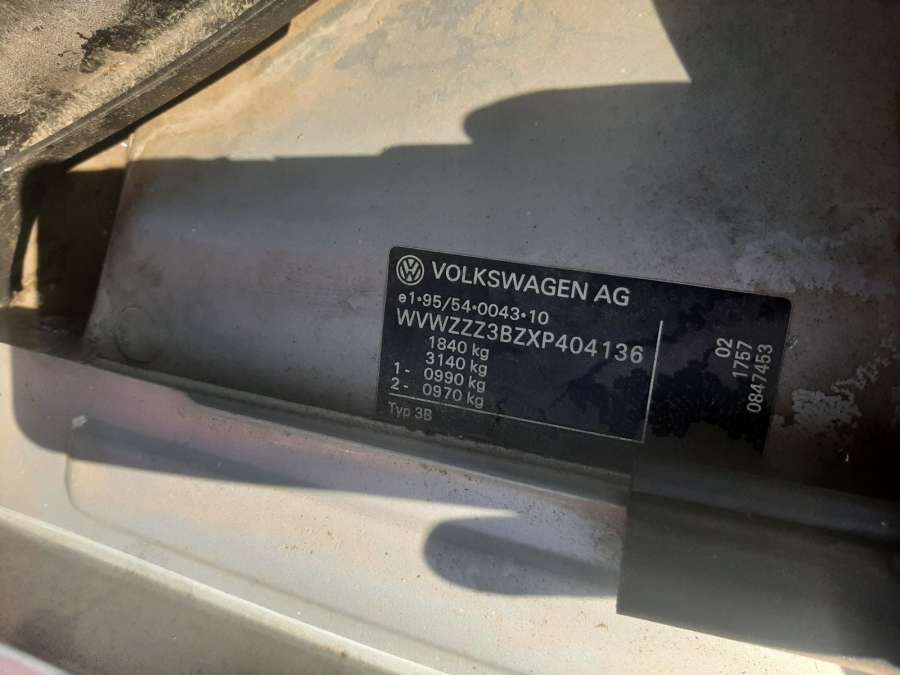 VOLKSWAGEN AG
e1*95/54*0043*10
WVWZZZ3BZXP404136
1840 kg
3140 kg
1- 0990 kg
2- 0970 kg
Typ 3B
02
1757
0847453